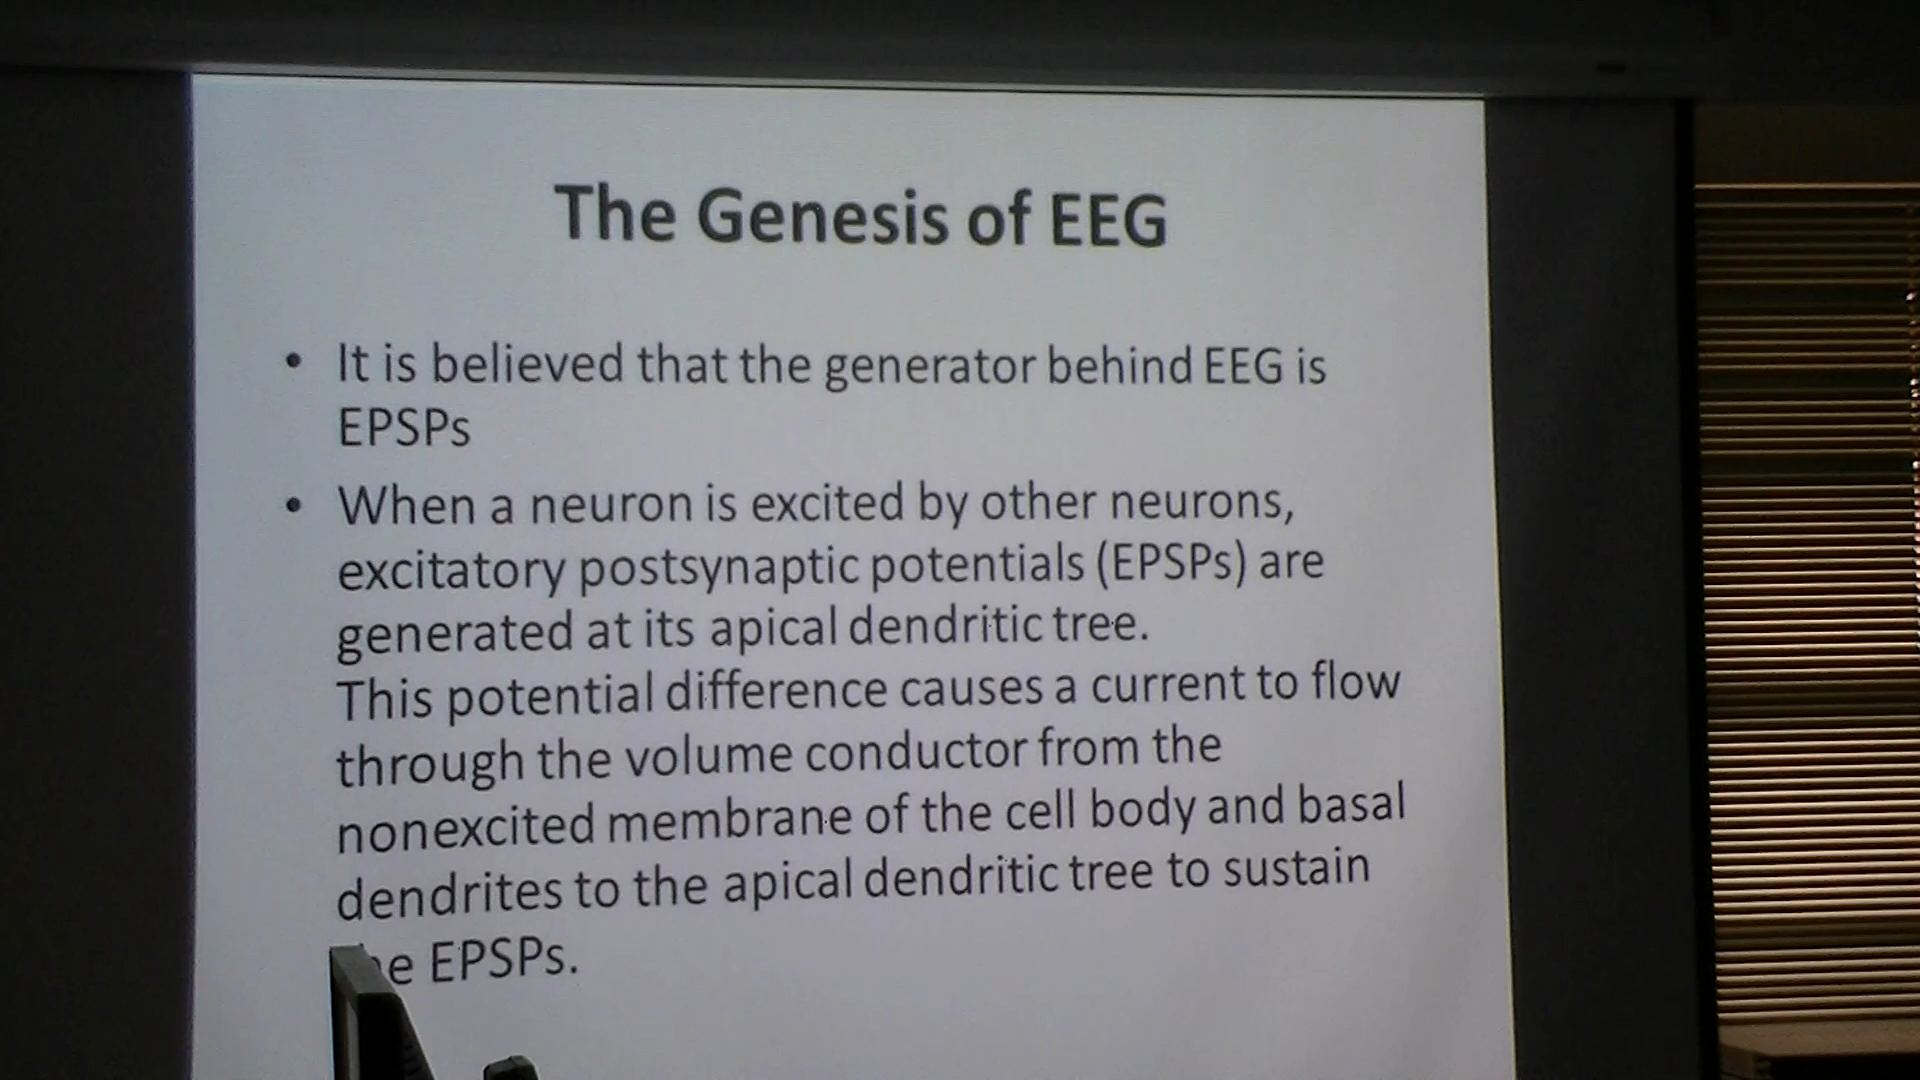 The Genesis of EEG
• It is believed that the generator behind EEG is
EPSPs
• When a neuron is excited by other neurons,
excitatory postsynaptic potentials (EPSPs) are
generated at its apical dendritic tree.
This potential difference causes a current to flow
through the volume conductor from the
nonexcited membrane of the cell body and basal
dendrites to the apical dendritic tree to sustain
EPSPs.